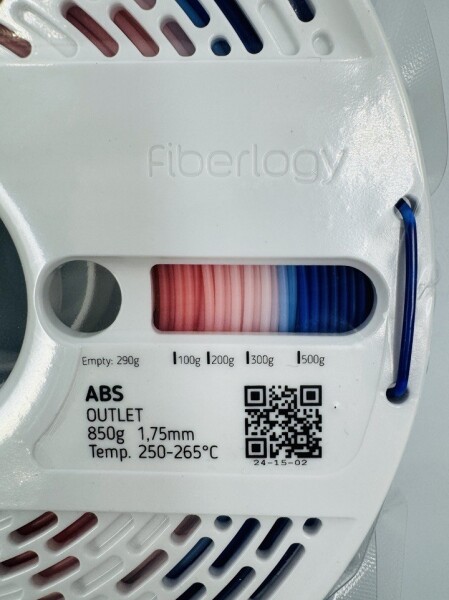 fiberlogy
Empty: 290g 100g 200g 300g 500g
ABS
OUTLET
850g 1,75mm
Temp. 250-265°C
24-15-02